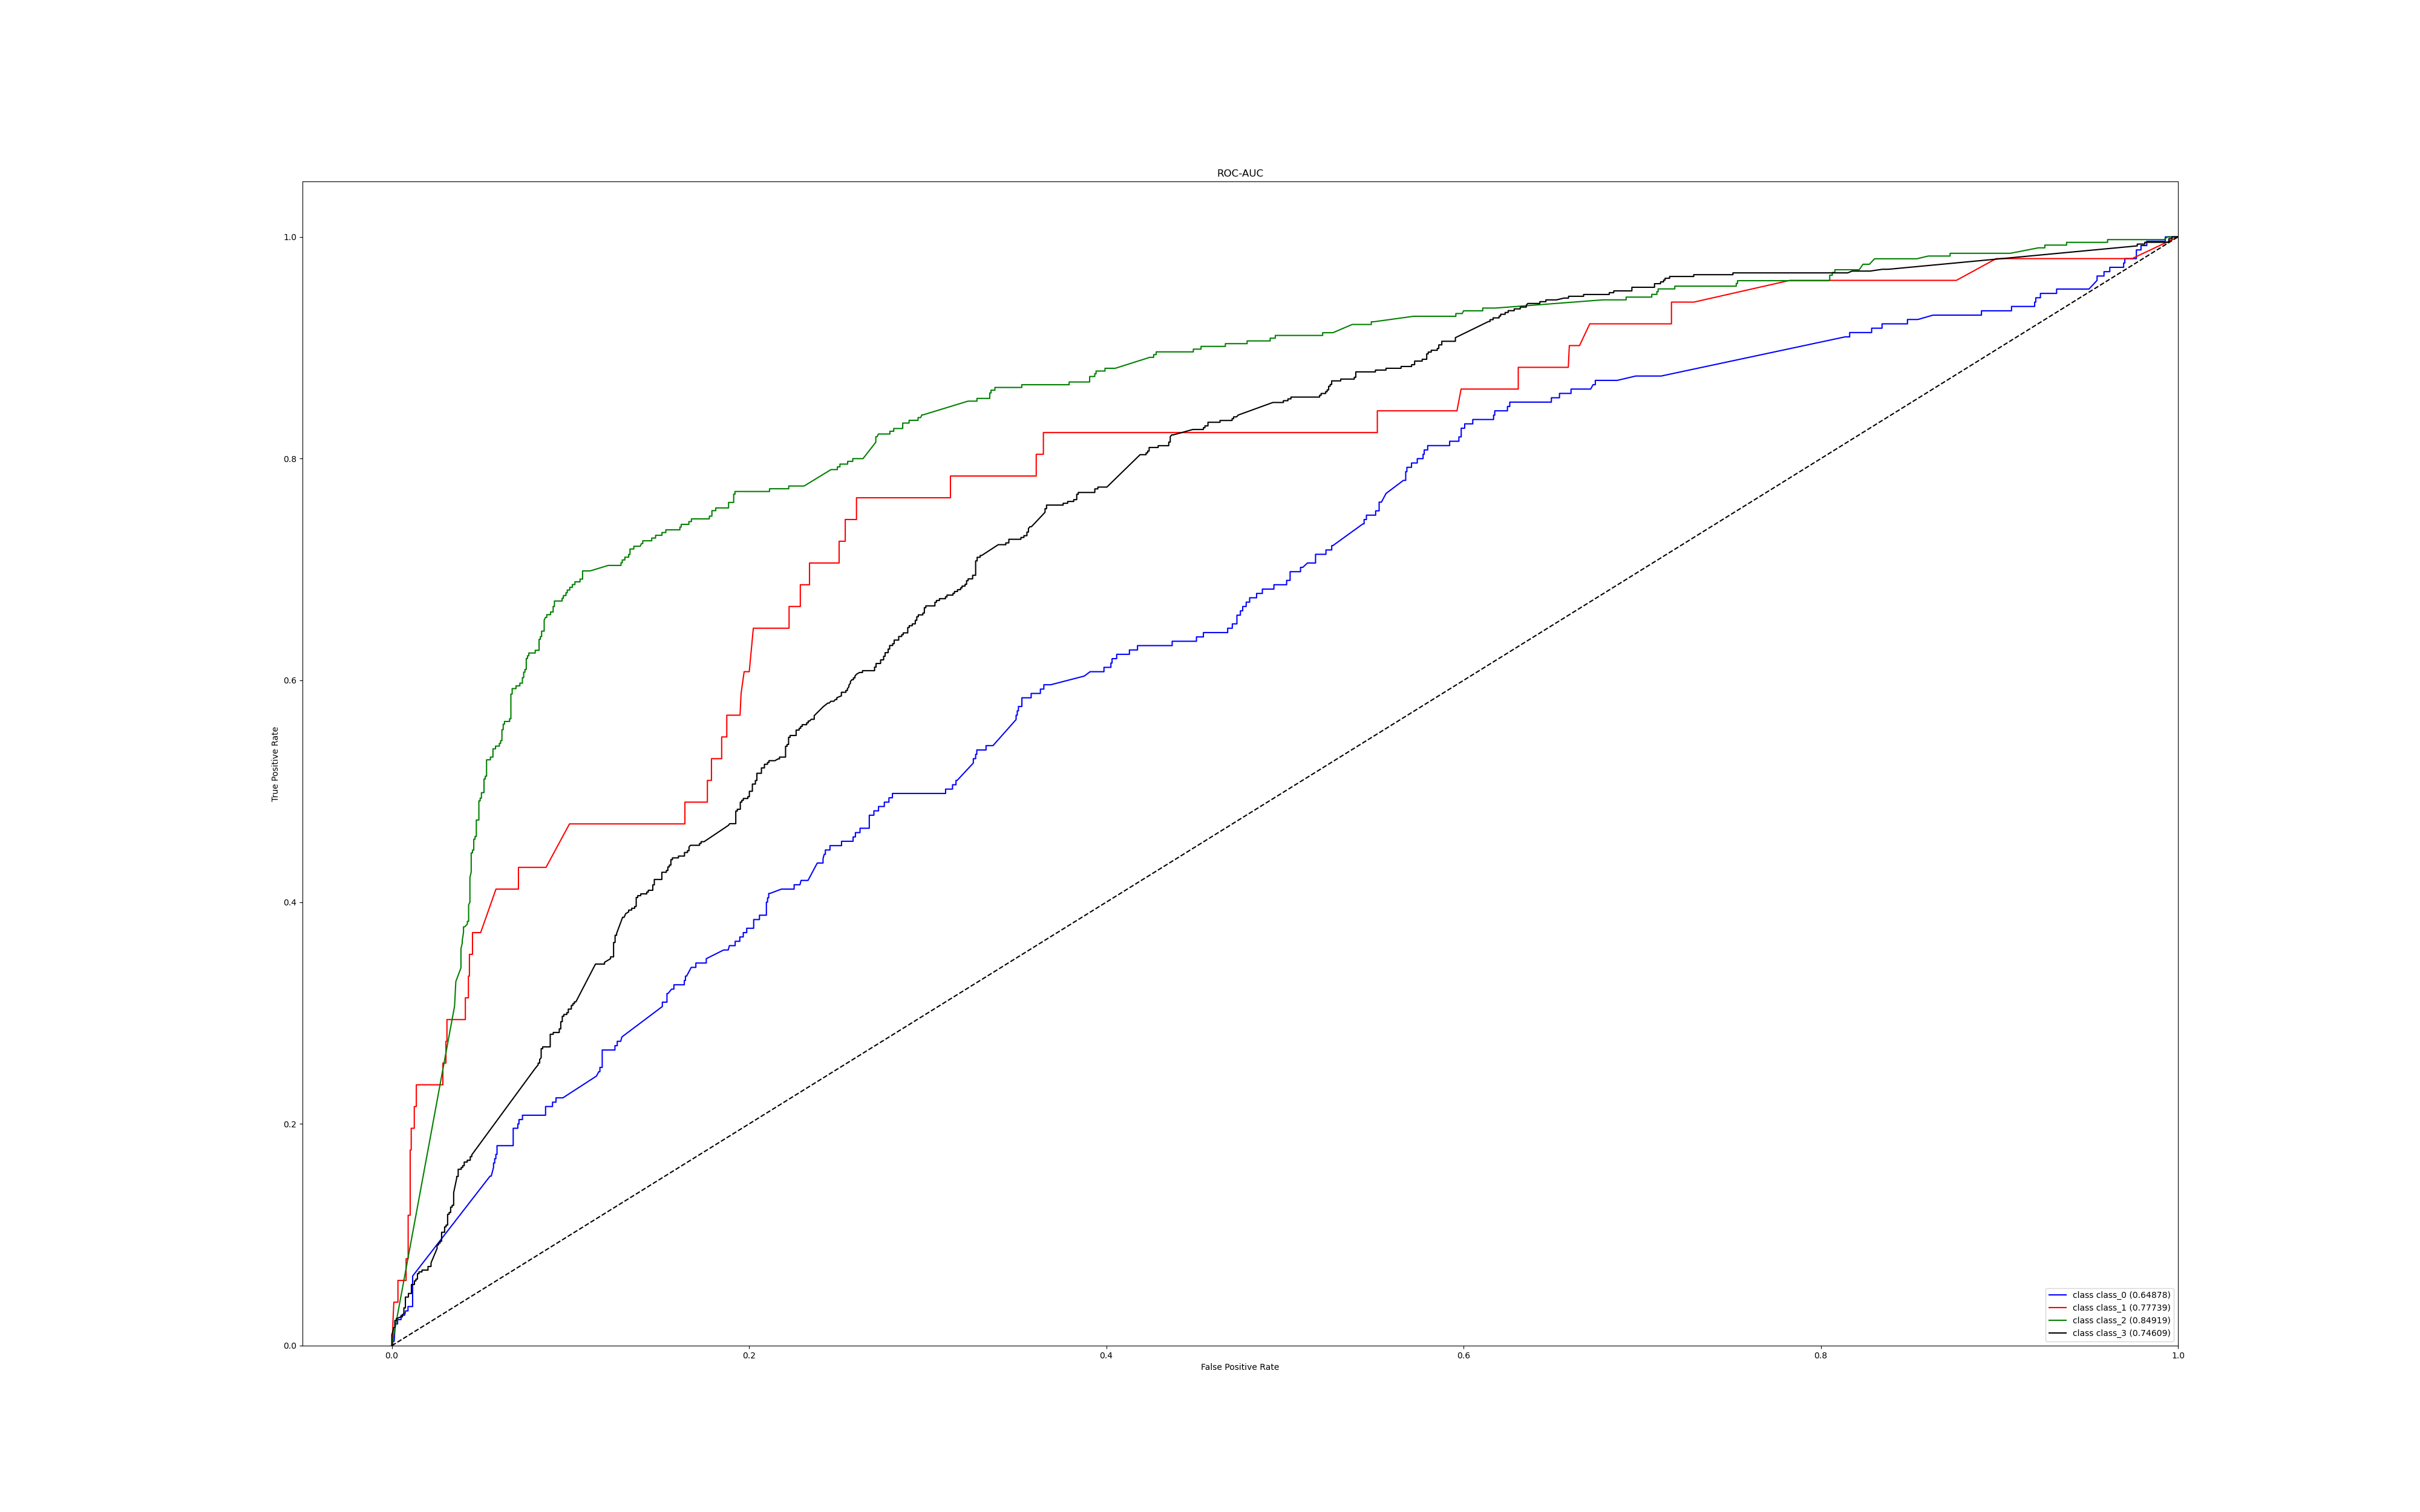 ROC-AUC
1.0
0.8
0.6
0.4
0.2
0.0
True Positive Rate
0.0 0.2 0.4 0.6 0.8 1.0
False Positive Rate
class class_0 (0.64878)
class class_1 (0.77739)
class class_2 (0.84919)
class class_3 (0.74609)